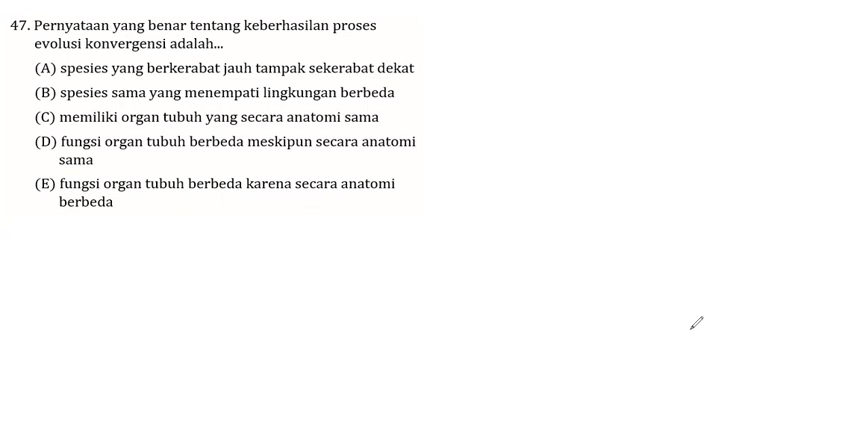 47. Pernyataan yang benar tentang keberhasilan proses
evolusi konvergensi adalah...
(A) spesies yang berkerabat jauh tampak sekerabat dekat
(B) spesies sama yang menempati lingkungan berbeda
(C) memiliki organ tubuh yang secara anatomi sama
(D) fungsi organ tubuh berbeda meskipun secara anatomi
sama
(E) fungsi organ tubuh berbeda karena secara anatomi
berbeda